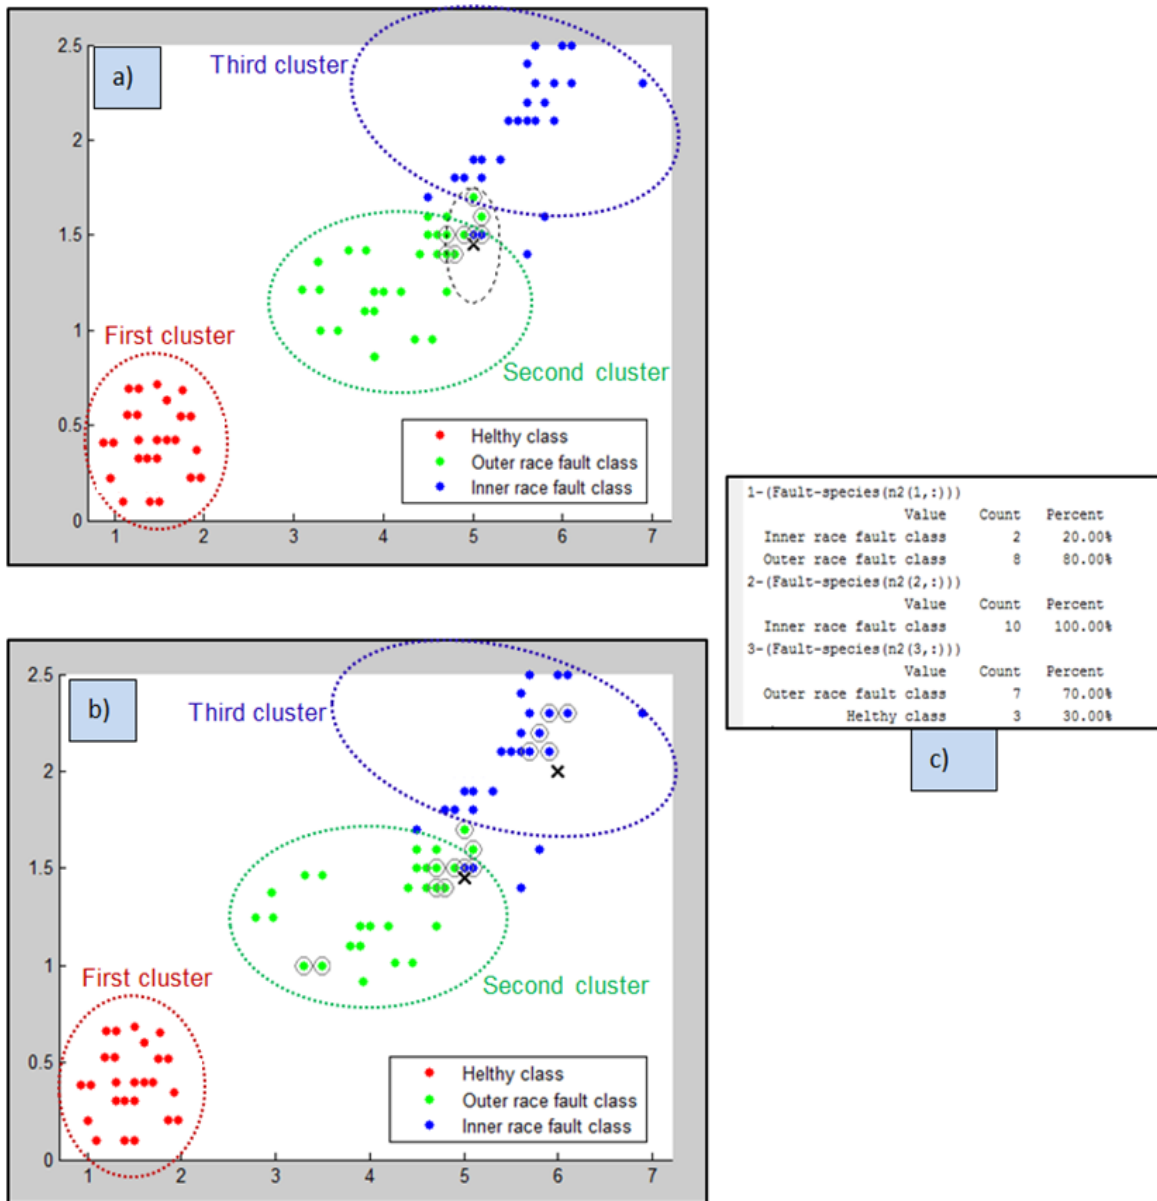 a)
Third cluster
First cluster
Second cluster
2.5
2
1.5
1
0.5
0
1 2 3 4 5 6 7
Helthy class
Outer race fault class
Inner race fault class
b)
Third cluster
First cluster
Second cluster
2.5
2
1.5
1
0.5
0
1 2 3 4 5 6 7
Helthy class
Outer race fault class
Inner race fault class
1-(Fault-species(n2(1,:)))
Value Count Percent
Inner race fault class 2 20.00%
Outer race fault class 8 80.00%
2-(Fault-species(n2(2,:)))
Value Count Percent
Inner race fault class 10 100.00%
3-(Fault-species(n2(3,:)))
Value Count Percent
Outer race fault class 7 70.00%
Helthy class 3 30.00%
c)